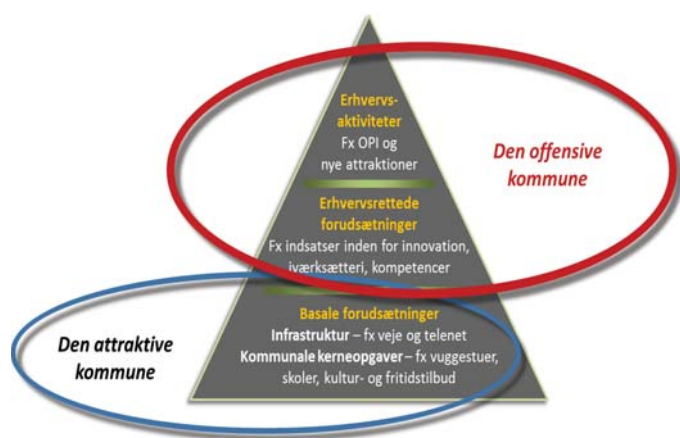 Erhvervs-
aktiviteter
Fx OPI og
nye attraktioner
Den offensive
kommune
Erhvervsrettede
forudsætninger
Fx indsatser inden for innovation,
iværksætteri, kompetencer
Basale forudsætninger
Infrastruktur – fx veje og telenet
Kommunale kerneopgaver – fx vuggestuer,
skoler, kultur- og fritidstilbud
Den attraktive
kommune